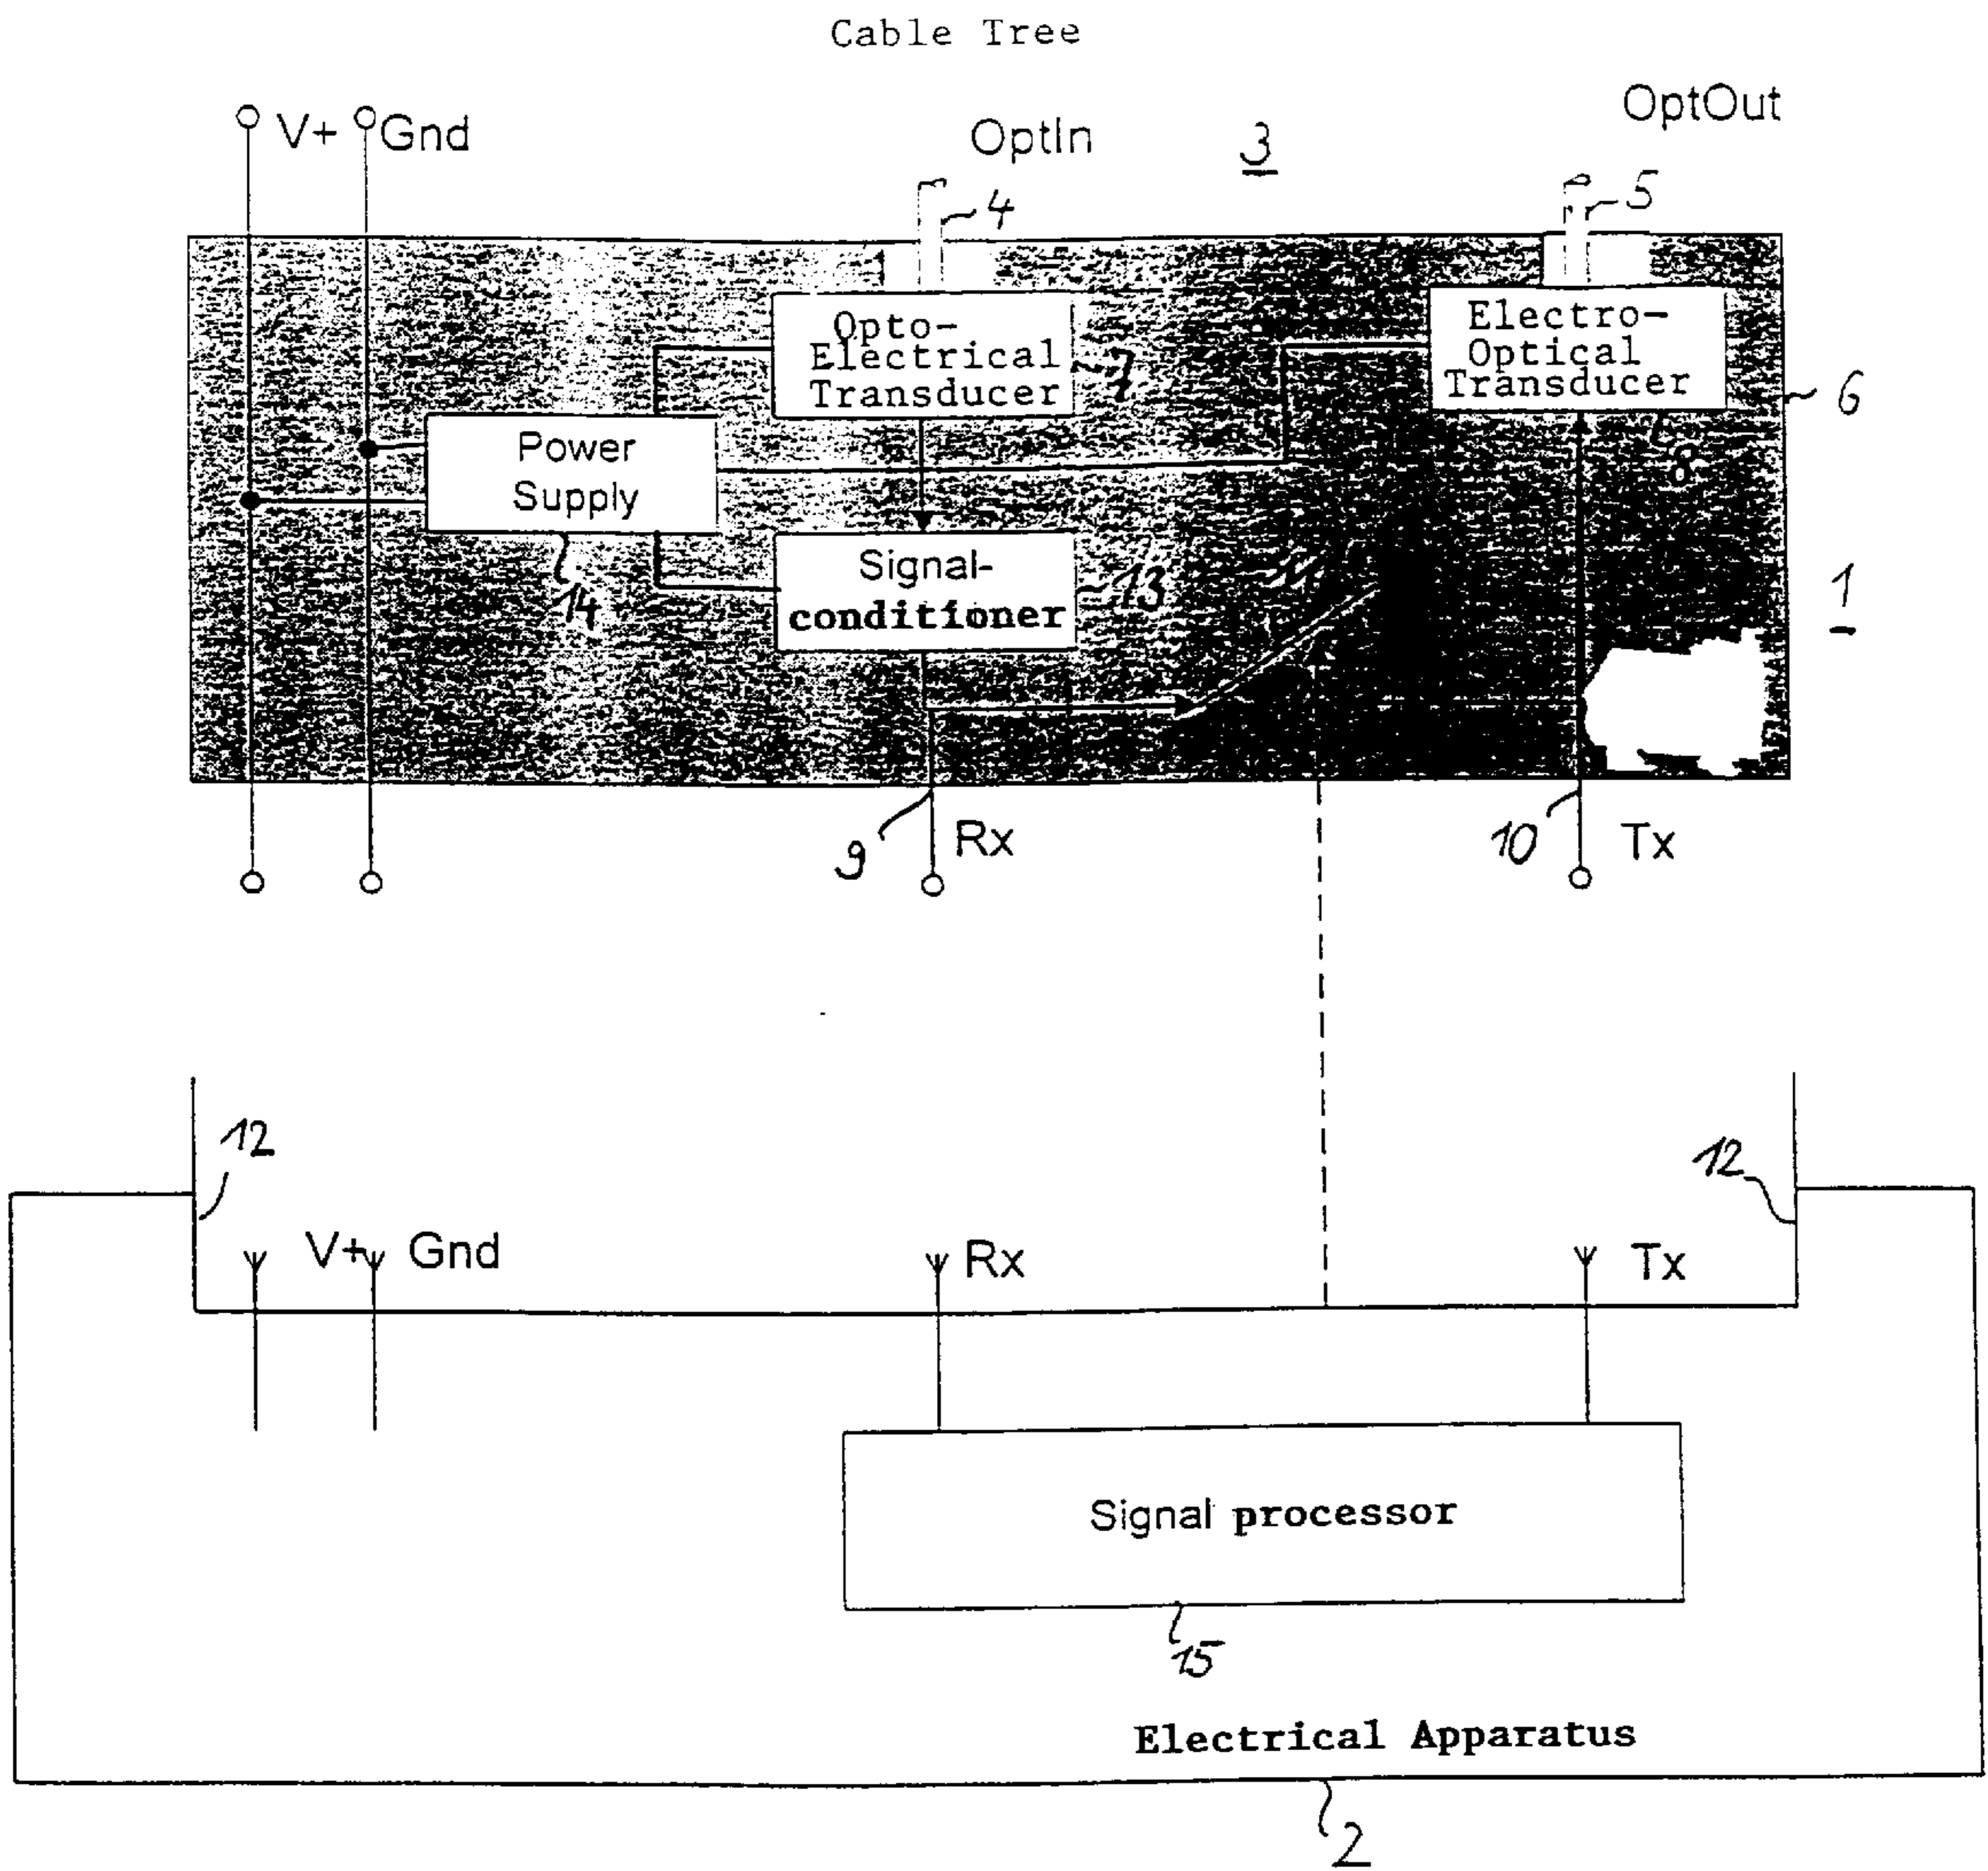 Cable Tree
V+
Gnd
OptIn
3
OptOut
4
5
Opto-
Electrical
Transducer
7
Electro-
Optical
Transducer
6
8
Power
Supply
14
Signal-
conditioner
13
11
1
9
Rx
10
Tx
12
12
V+
Gnd
Rx
Tx
Signal processor
15
Electrical Apparatus
2